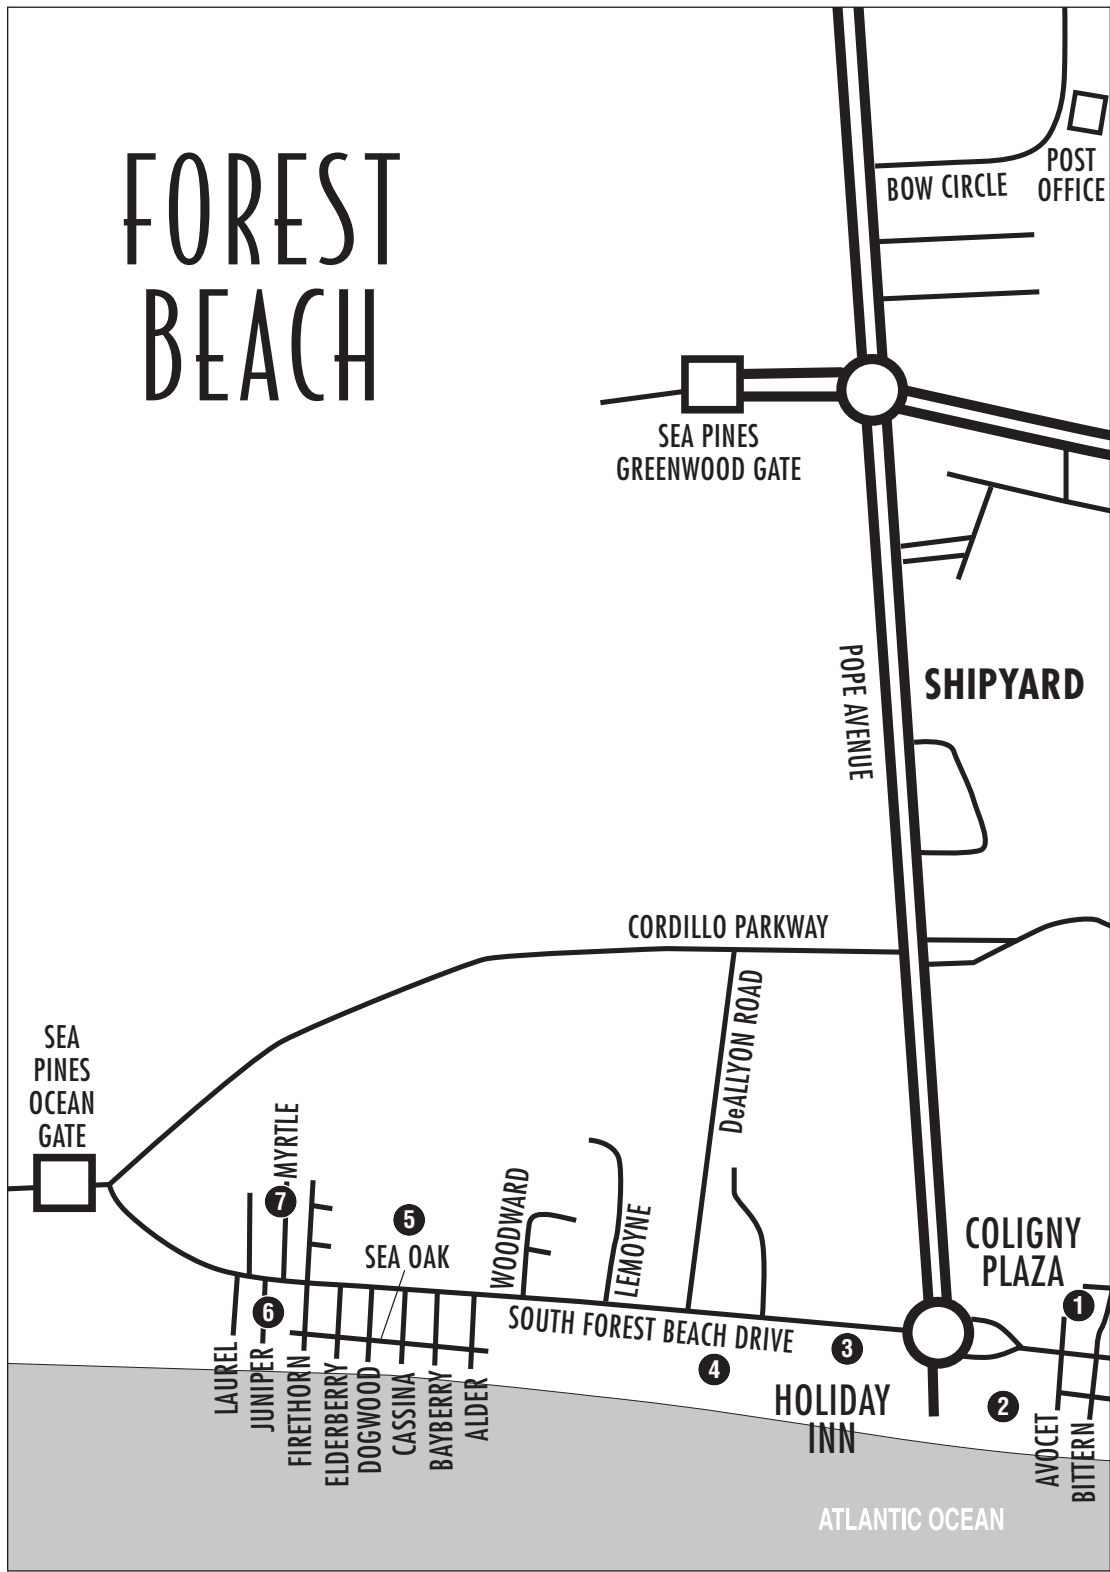 FOREST
BEACH
BOW CIRCLE
POST
OFFICE
SEA PINES
GREENWOOD GATE
POPE AVENUE
SHIPYARD
CORDILLO PARKWAY
DeALLYON ROAD
SEA
PINES
OCEAN
GATE
MYRTLE
7
5
SEA OAK
WOODWARD
LEMOYNE
COLIGNY
PLAZA
1
6
SOUTH FOREST BEACH DRIVE
3
4
HOLIDAY
INN
2
LAUREL
JUNIPER
FIRETHORN
ELDERBERRY
DOGWOOD
CASSINA
BAYBERRY
ALDER
AVOCET
BITTERN
ATLANTIC OCEAN